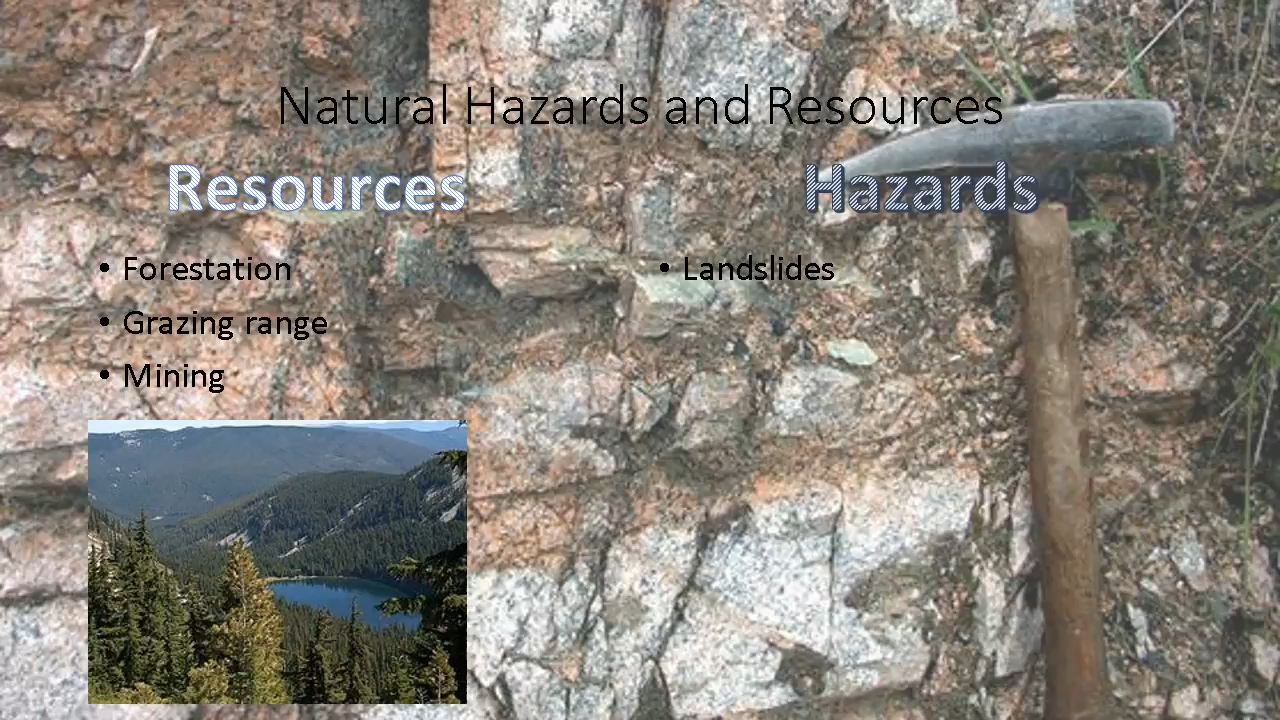 Natural Hazards and Resources
Resources
• Forestation
• Grazing range
• Mining
Hazards
• Landslides